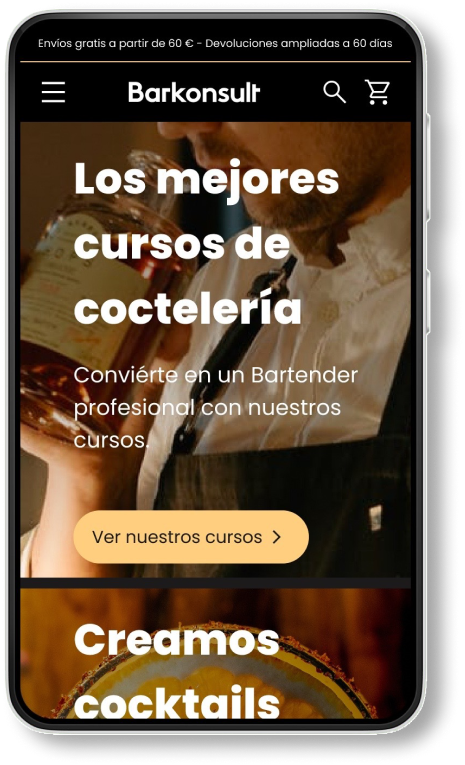 Envíos gratis a partir de 60 € - Devoluciones ampliadas a 60 días
Barkonsult
Los mejores
cursos de
coctelería
Conviérte en un Bartender
profesional con nuestros
cursos.
Ver nuestros cursos
Creamos
cocktails